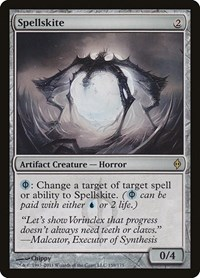 Spellskite 2
Artifact Creature — Horror
: Change a target of target spell
or ability to Spellskite. ( can be
paid with either or 2 life.)
"Let's show Vorinclex that progress
doesn't always need teeth or claws."
—Malcator, Executor of Synthesis
Chippy
0/4